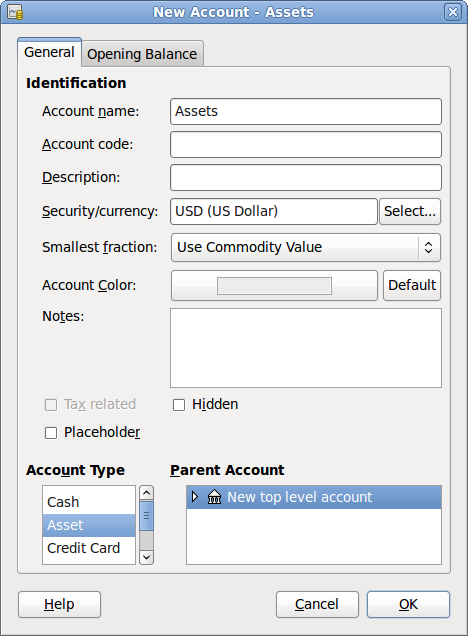 New Account - Assets
General
Opening Balance
Identification
Account name:
Assets
Account code:
Description:
Security/currency:
USD (US Dollar)
Select...
Smallest fraction:
Use Commodity Value
Account Color:
Default
Notes:
Tax related
Hidden
Placeholder
Account Type
Parent Account
Cash
Asset
Credit Card
New top level account
Help
Cancel
OK